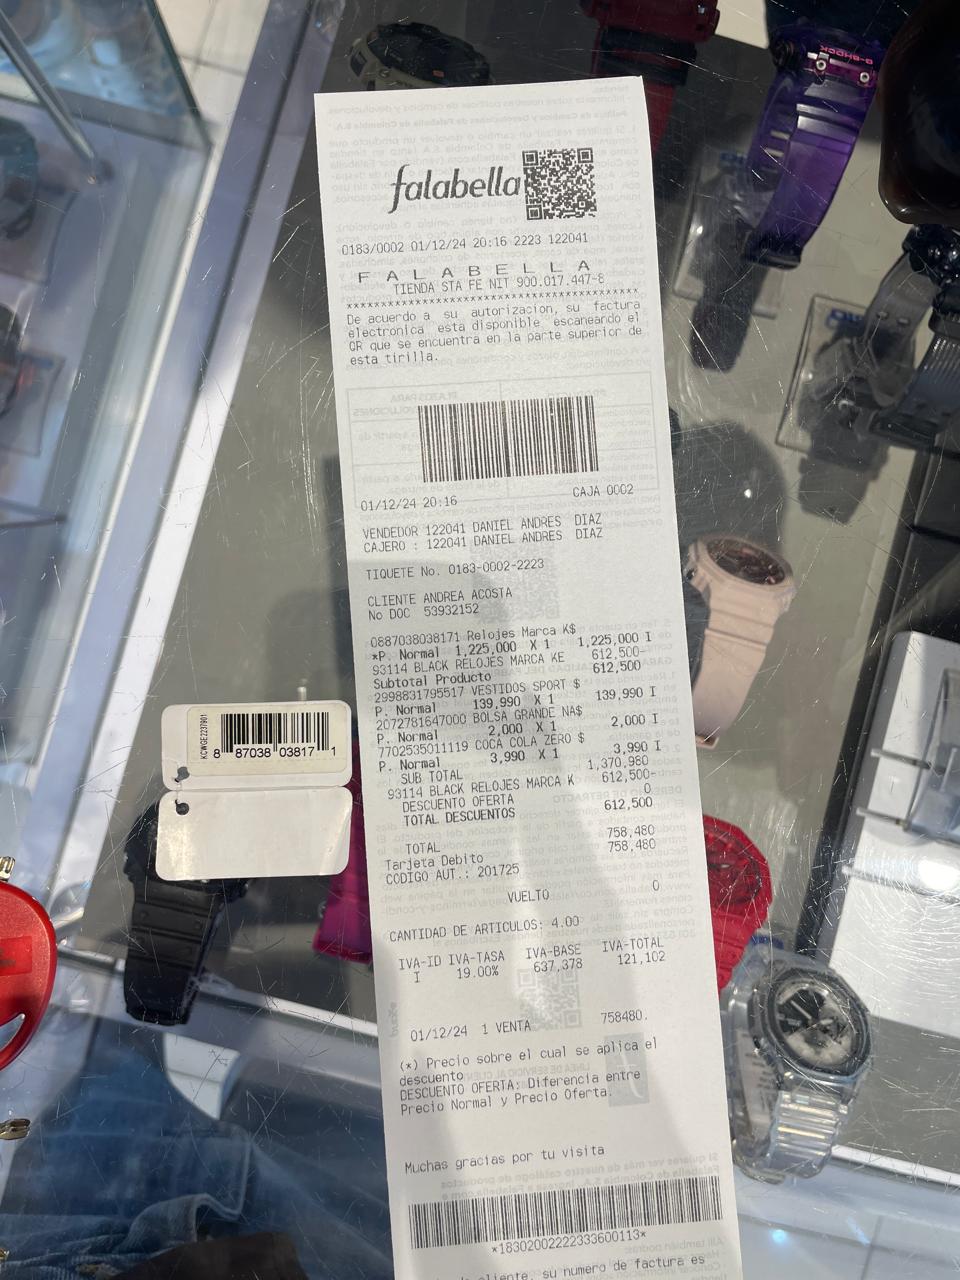 falabella
0183/0002 01/12/24 20:16 2223 122041
F A L A B E L L A
TIENDA STA FE NIT 900.017.447-8
****************************************
De acuerdo a su autorizacion, su factura
electronica esta disponible escaneando el
QR que se encuentra en la parte superior de
esta tirilla.
01/12/24 20:16 CAJA 0002
VENDEDOR 122041 DANIEL ANDRES DIAZ
CAJERO : 122041 DANIEL ANDRES DIAZ
TIQUETE No. 0183-0002-2223
CLIENTE ANDREA ACOSTA
No DOC 53932152
0887038038171 Relojes Marca K$
*P. Normal 1,225,000 X 1 1,225,000 I
93114 BLACK RELOJES MARCA KE 612,500-
Subtotal Producto 612,500
2998831795517 VESTIDOS SPORT $
P. Normal 139,990 X 1 139,990 I
2072781647000 BOLSA GRANDE NA$
P. Normal 2,000 X 1 2,000 I
7702535011119 COCA COLA ZERO $
P. Normal 3,990 X 1 3,990 I
SUB TOTAL 1,370,980
93114 BLACK RELOJES MARCA K 612,500-
DESCUENTO OFERTA 0
TOTAL DESCUENTOS 612,500
TOTAL 758,480
Tarjeta Debito 758,480
CODIGO AUT.: 201725
VUELTO 0
CANTIDAD DE ARTICULOS: 4.00
IVA-ID IVA-TASA IVA-BASE IVA-TOTAL
I 19.00% 637,378 121,102
01/12/24 1 VENTA 758480.
(*) Precio sobre el cual se aplica el
descuento
DESCUENTO OFERTA: Diferencia entre
Precio Normal y Precio Oferta.
Muchas gracias por tu visita
*18302002222333600113*
cliente, su numero de factura es
KCWGE2237901
8 87038 03817 1
G-SHOCK